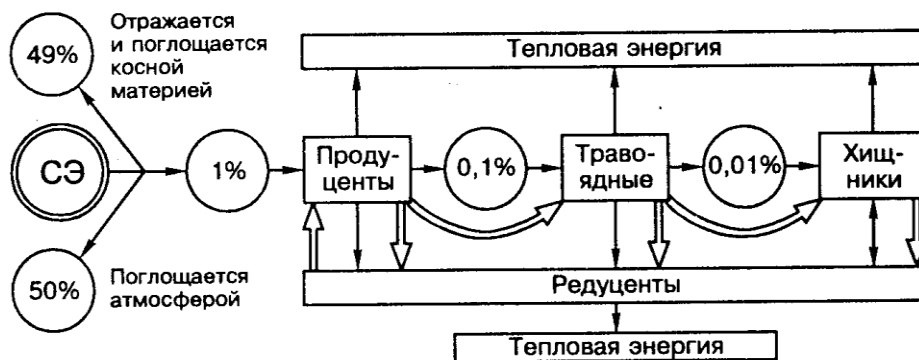 Отражается
и поглощается
косной
материей
49%
Тепловая энергия
СЭ
1%
Проду-
центы
0,1%
Траво-
ядные
0,01%
Хищ-
ники
50%
Поглощается
атмосферой
Редуценты
Тепловая энергия